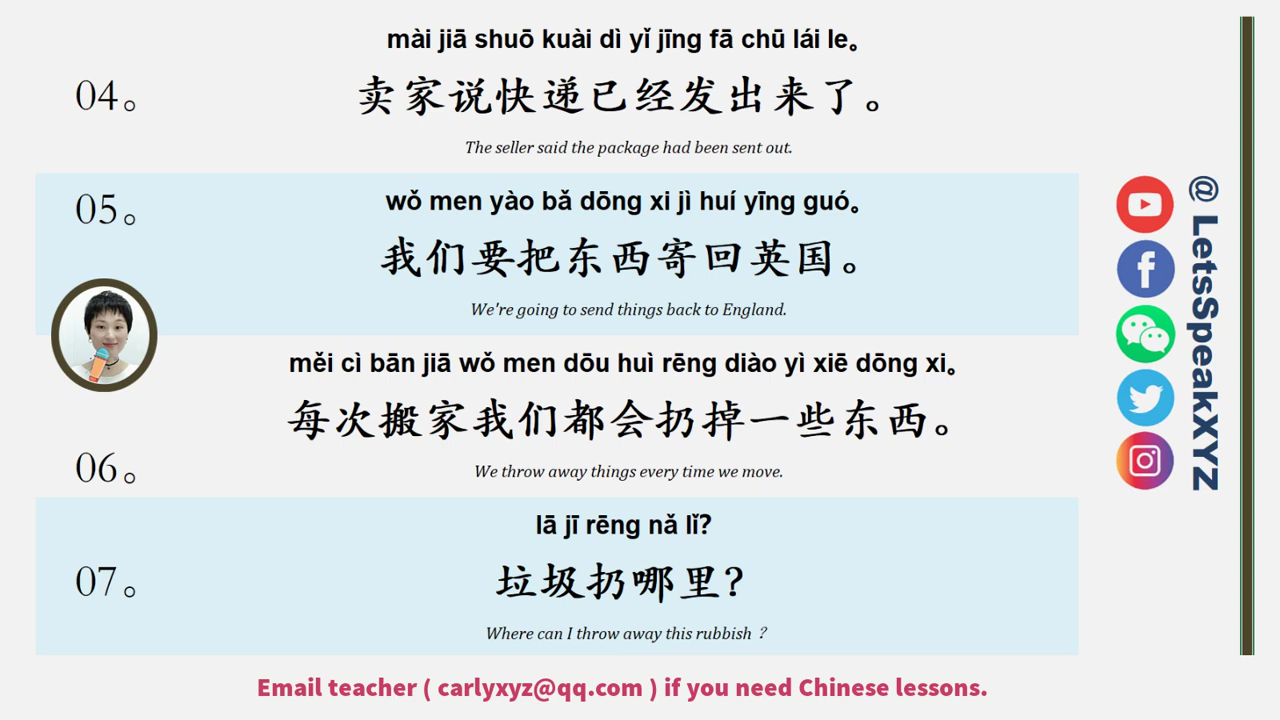 mài jiā shuō kuài dì yǐ jīng fā chū lái le。
04。
卖家说快递已经发出来了。
The seller said the package had been sent out.
wǒ men yào bǎ dōng xi jì huí yīng guó。
05。
我们要把东西寄回英国。
We're going to send things back to England.
měi cì bān jiā wǒ men dōu huì rēng diào yì xiē dōng xi。
每次搬家我们都会扔掉一些东西。
06。
We throw away things every time we move.
lā jī rēng nǎ lǐ?
07。
垃圾扔哪里?
Where can I throw away this rubbish ?
@ LetsSpeakXYZ
Email teacher ( carlyxyz@qq.com ) if you need Chinese lessons.